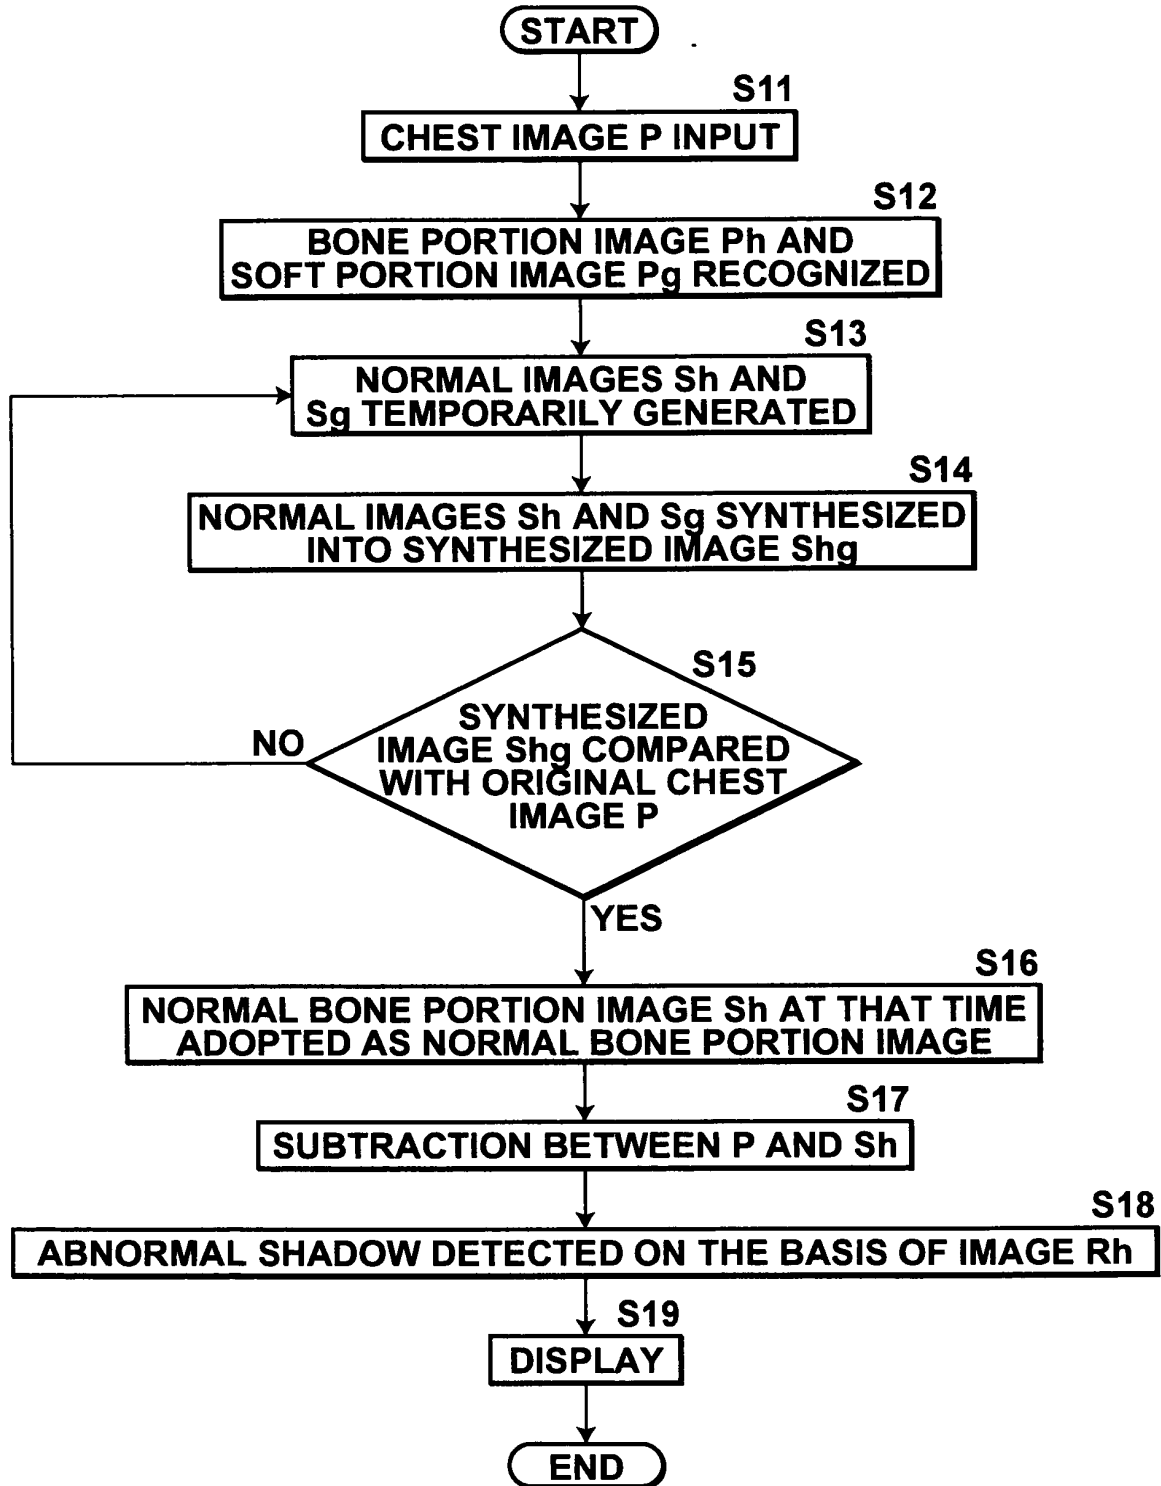 START
S11
CHEST IMAGE P INPUT
S12
BONE PORTION IMAGE Ph AND
SOFT PORTION IMAGE Pg RECOGNIZED
S13
NORMAL IMAGES Sh AND
Sg TEMPORARILY GENERATED
S14
NORMAL IMAGES Sh AND Sg SYNTHESIZED
INTO SYNTHESIZED IMAGE Shg
S15
SYNTHESIZED
IMAGE Shg COMPARED
WITH ORIGINAL CHEST
IMAGE P
NO
YES
S16
NORMAL BONE PORTION IMAGE Sh AT THAT TIME
ADOPTED AS NORMAL BONE PORTION IMAGE
S17
SUBTRACTION BETWEEN P AND Sh
S18
ABNORMAL SHADOW DETECTED ON THE BASIS OF IMAGE Rh
S19
DISPLAY
END